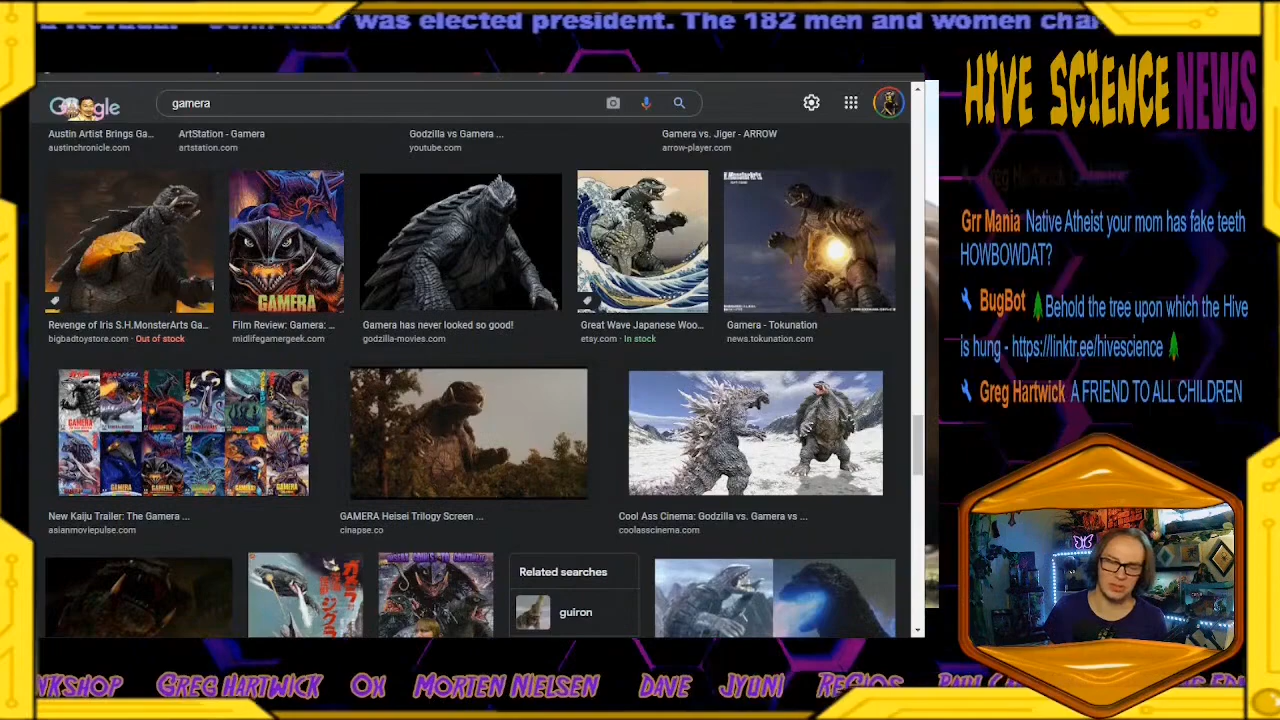 was elected president. The 182 men and women
HIVE SCIENCE NEWS
Google
gamera
Austin Artist Brings Ga...
ArtStation - Gamera
Godzilla vs Gamera ...
Gamera vs. Jiger - ARROW
austinchronicle.com
artstation.com
youtube.com
arrow-player.com
GAMERA
Revenge of Iris S.H.MonsterArts Ga...
Film Review: Gamera: ...
Gamera has never looked so good!
Great Wave Japanese Woo...
Gamera - Tokunation
bigbadtoystore.com · Out of stock
midlifegamergeek.com
godzilla-movies.com
etsy.com · In stock
news.tokunation.com
New Kaiju Trailer: The Gamera ...
GAMERA Heisei Trilogy Screen ...
Cool Ass Cinema: Godzilla vs. Gamera vs ...
asianmoviepulse.com
cinapse.co
coolasscinema.com
Related searches
guiron
Greg Hartwick
Grr Mania Native Atheist your mom has fake teeth
HOWBOWDAT?
BugBot 🌲Behold the tree upon which the Hive
is hung - https://linktr.ee/hivescience 🌲
Greg Hartwick A FRIEND TO ALL CHILDREN
GREG HARTWICK OX MORTEN NIELSEN DAVE JYUNI REGIOS